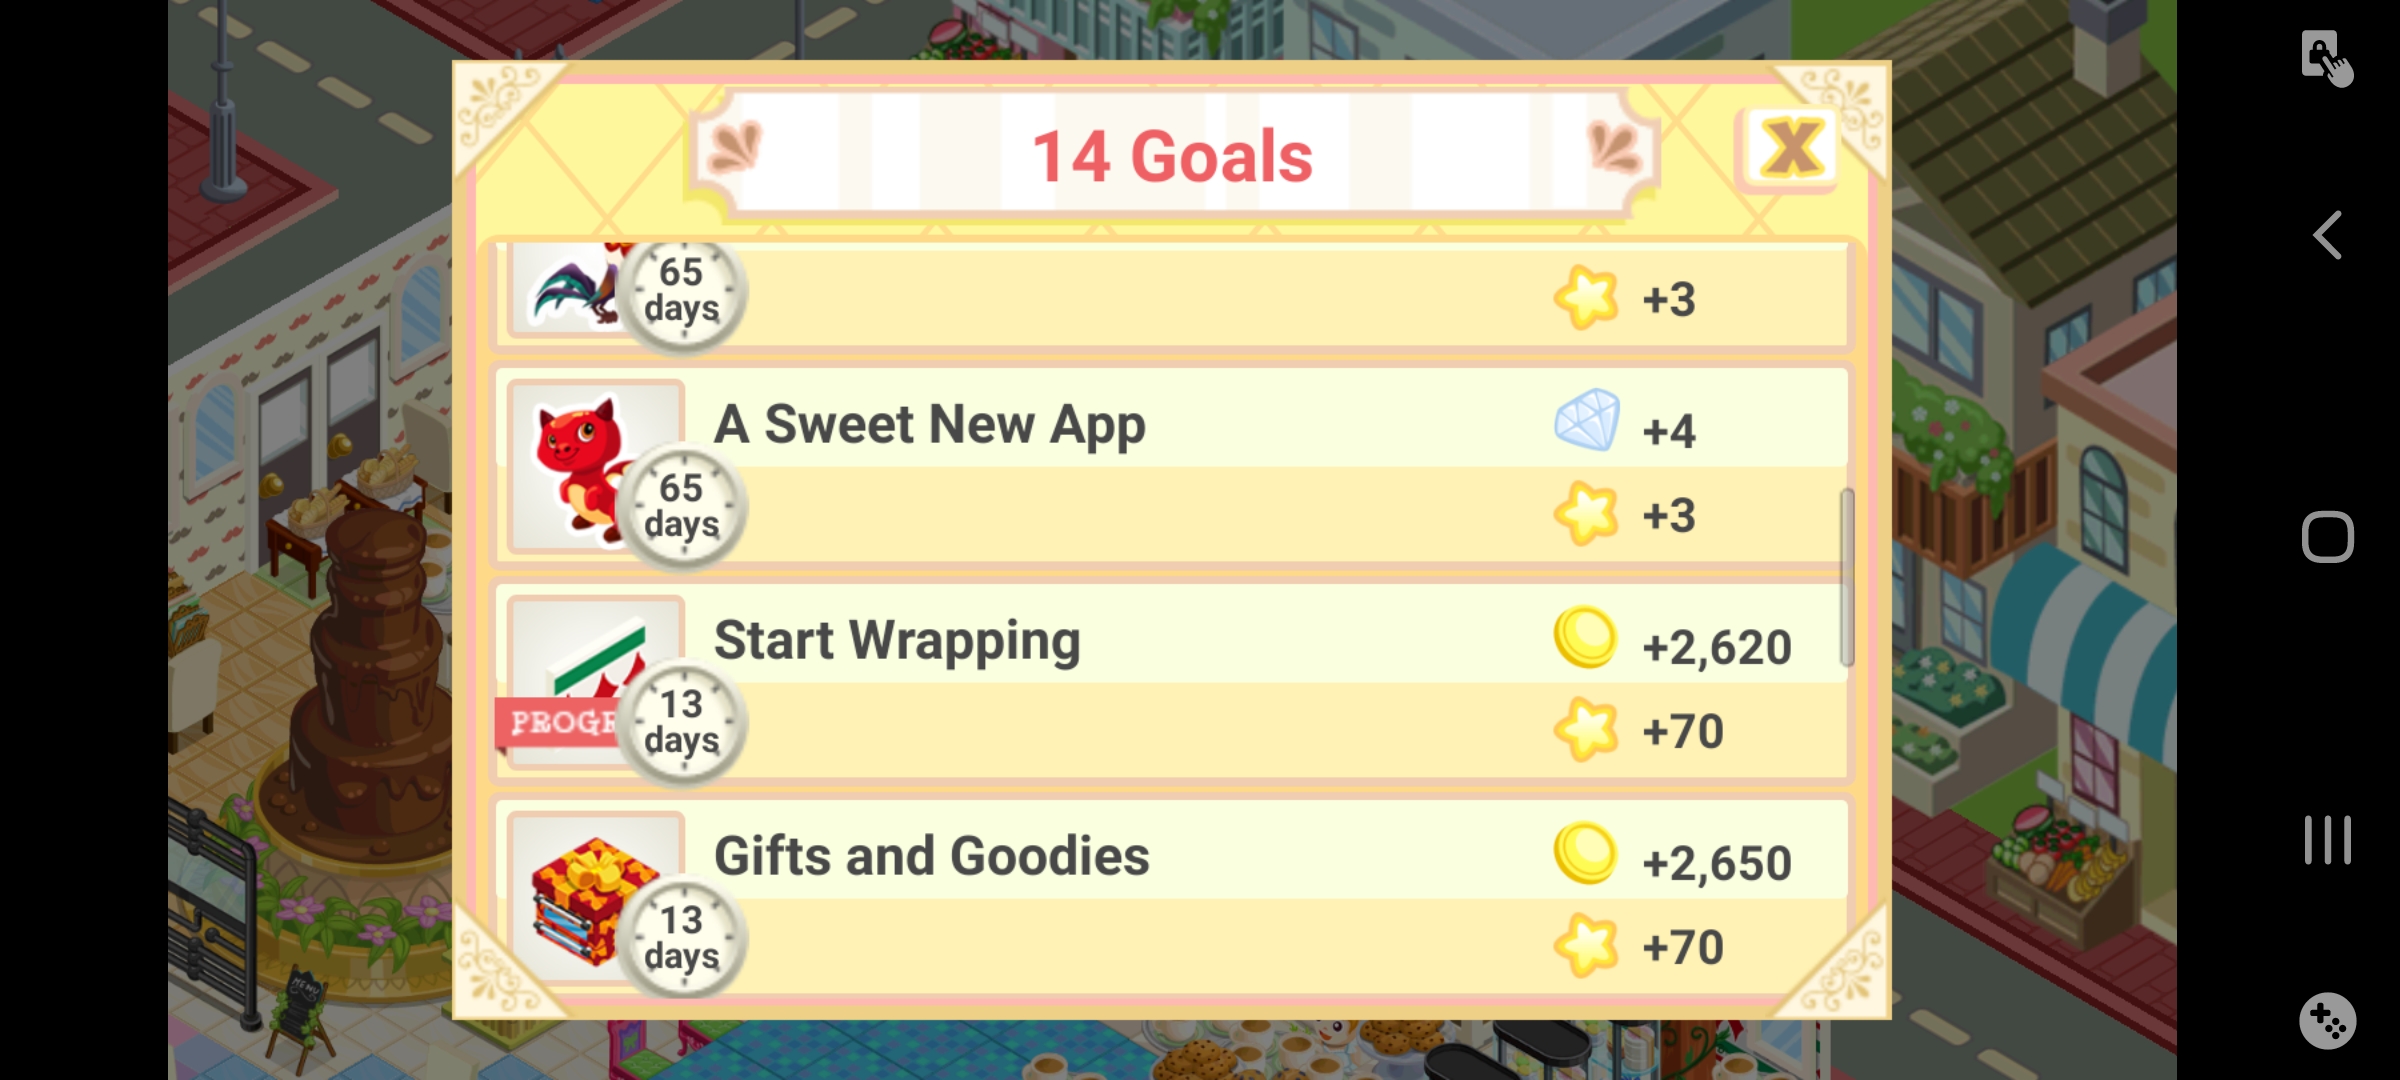 14 Goals
X
65
days
+3
A Sweet New App
+4
65
days
+3
Start Wrapping
+2,620
PROGR
13
days
+70
Gifts and Goodies
+2,650
13
days
+70
MENU